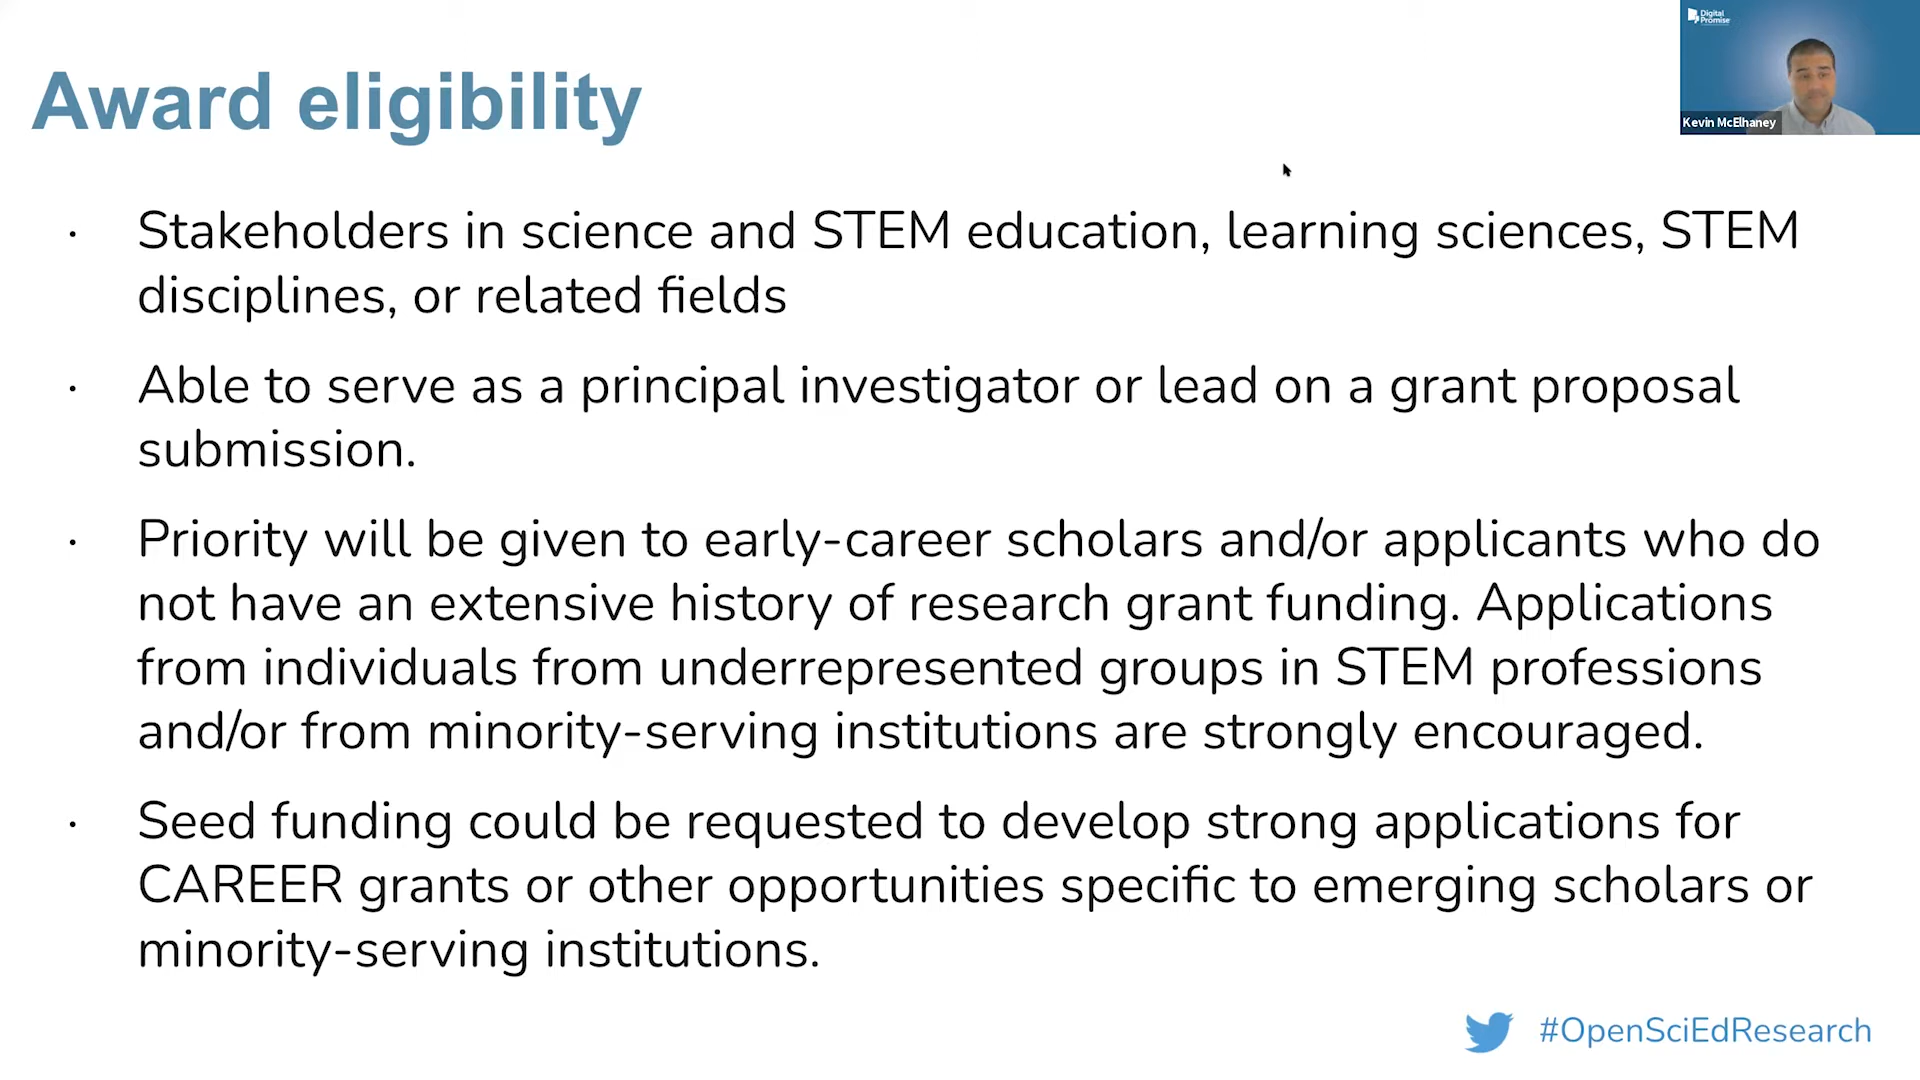 Digital
Promise
Kevin McElhaney
Award eligibility
· Stakeholders in science and STEM education, learning sciences, STEM
disciplines, or related fields
· Able to serve as a principal investigator or lead on a grant proposal
submission.
· Priority will be given to early-career scholars and/or applicants who do
not have an extensive history of research grant funding. Applications
from individuals from underrepresented groups in STEM professions
and/or from minority-serving institutions are strongly encouraged.
· Seed funding could be requested to develop strong applications for
CAREER grants or other opportunities specific to emerging scholars or
minority-serving institutions.
#OpenSciEdResearch